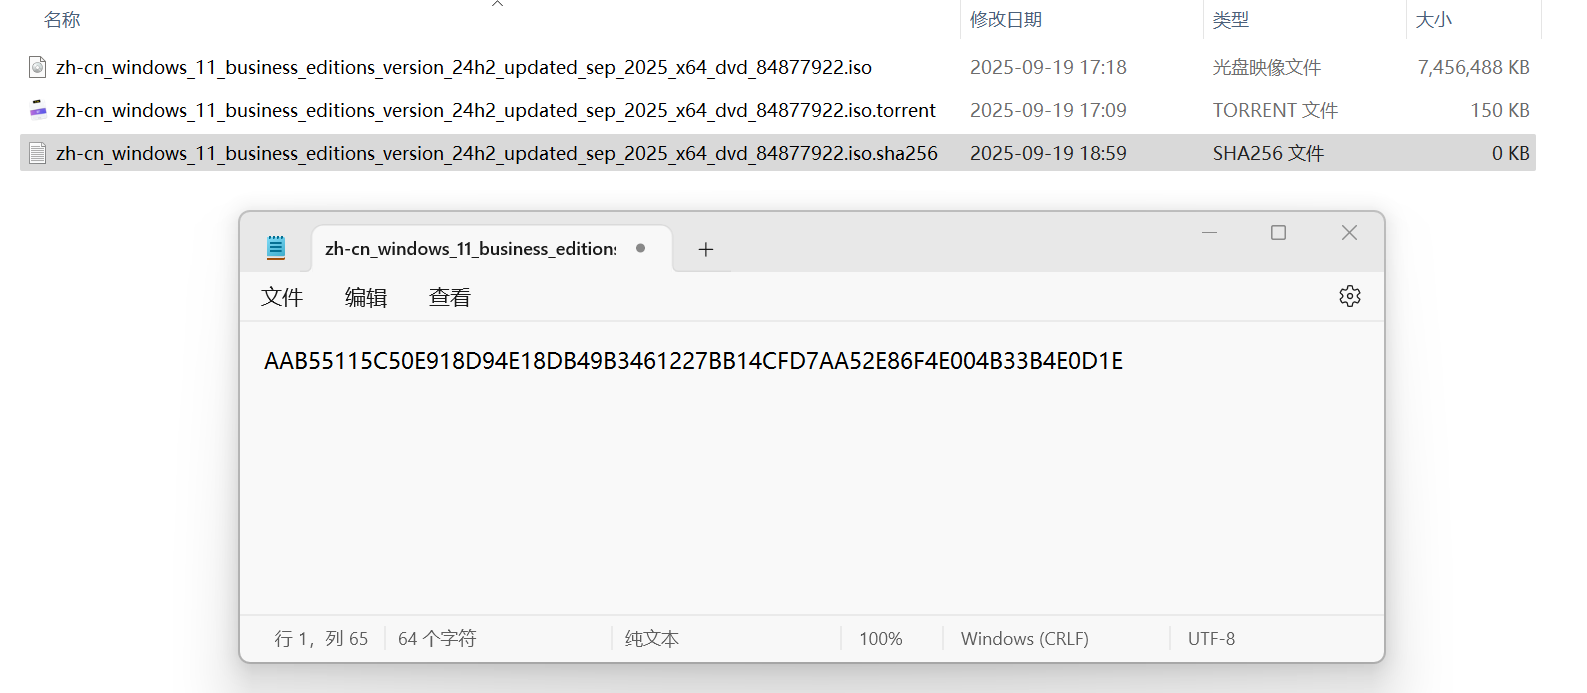 名称 修改日期 类型 大小
zh-cn_windows_11_business_editions_version_24h2_updated_sep_2025_x64_dvd_84877922.iso 2025-09-19 17:18 光盘映像文件 7,456,488 KB
zh-cn_windows_11_business_editions_version_24h2_updated_sep_2025_x64_dvd_84877922.iso.torrent 2025-09-19 17:09 TORRENT 文件 150 KB
zh-cn_windows_11_business_editions_version_24h2_updated_sep_2025_x64_dvd_84877922.iso.sha256 2025-09-19 18:59 SHA256 文件 0 KB
zh-cn_windows_11_business_editions
文件 编辑 查看
AAB55115C50E918D94E18DB49B3461227BB14CFD7AA52E86F4E004B33B4E0D1E
行 1，列 65 64 个字符 纯文本 100% Windows (CRLF) UTF-8